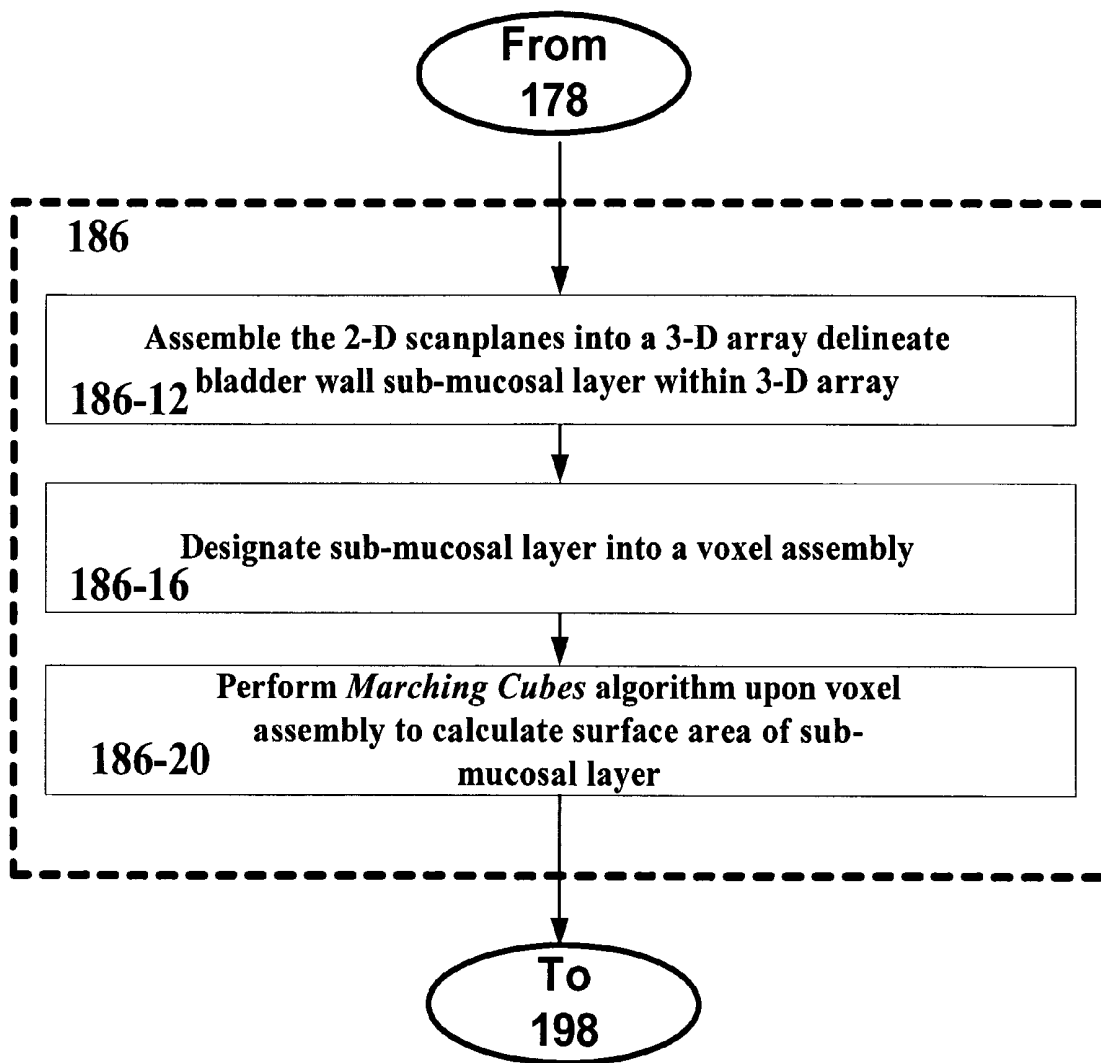 From
178
186
Assemble the 2-D scanplanes into a 3-D array delineate
bladder wall sub-mucosal layer within 3-D array
186-12
Designate sub-mucosal layer into a voxel assembly
186-16
Perform Marching Cubes algorithm upon voxel
assembly to calculate surface area of sub-
mucosal layer
186-20
To
198